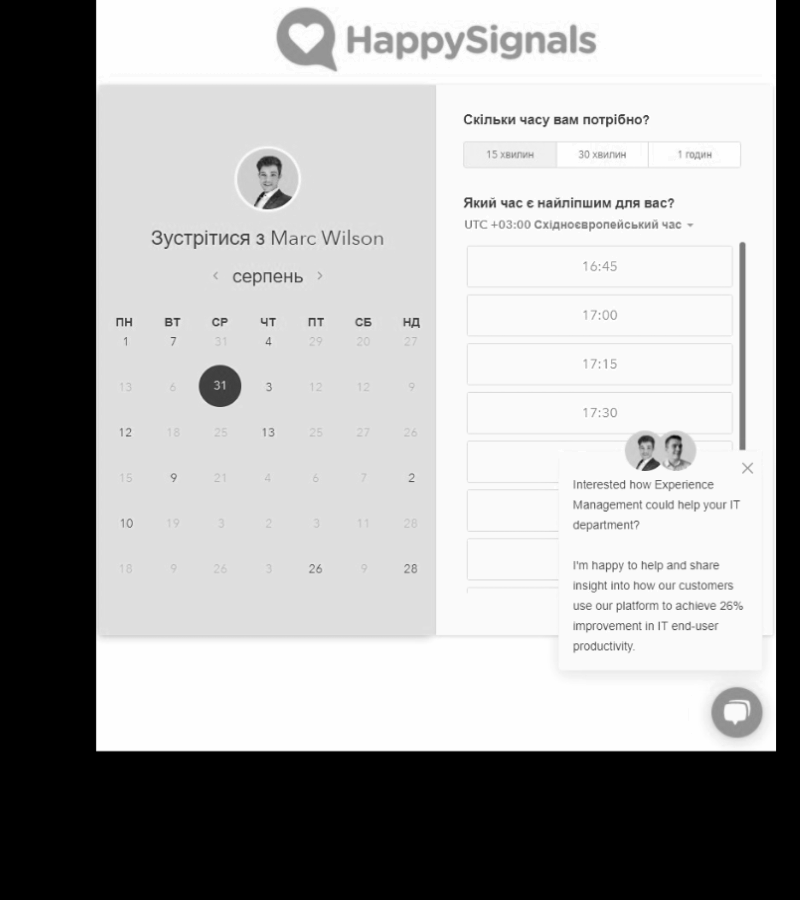 HappySignals
Зустрітися з Marc Wilson
серпень
ПН ВТ СР ЧТ ПТ СБ НД
1 7 31 4 29 20 27
13 6 31 3 12 12 9
12 18 25 13 25 27 26
15 9 21 4 6 7 2
10 19 3 2 3 11 28
18 9 26 3 26 9 28
Скільки часу вам потрібно?
15 хвилин 30 хвилин 1 годин
Який час є найліпшим для вас?
UTC +03:00 Східноєвропейський час
16:45
17:00
17:15
17:30
Interested how Experience
Management could help your IT
department?
I'm happy to help and share
insight into how our customers
use our platform to achieve 26%
improvement in IT end-user
productivity.